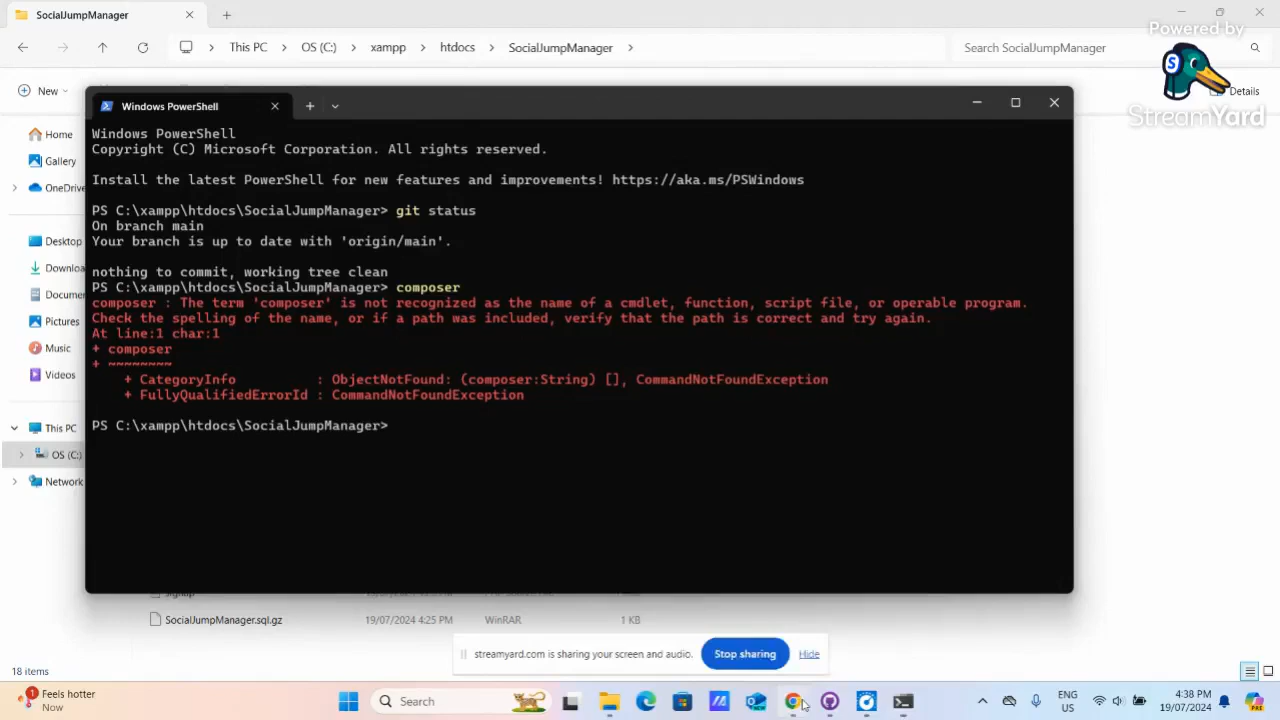 SocialJumpManager
Powered by
This PC > OS (C:) > xampp > htdocs > SocialJumpManager >
Search SocialJumpManager
New
Details
StreamYard
Home
Gallery
OneDrive
Desktop
Downloa
Documer
Pictures
Music
Videos
This PC
OS (C:)
Network
Windows PowerShell
Windows PowerShell
Copyright (C) Microsoft Corporation. All rights reserved.
Install the latest PowerShell for new features and improvements! https://aka.ms/PSWindows
PS C:\xampp\htdocs\SocialJumpManager> git status
On branch main
Your branch is up to date with 'origin/main'.
nothing to commit, working tree clean
PS C:\xampp\htdocs\SocialJumpManager> composer
composer : The term 'composer' is not recognized as the name of a cmdlet, function, script file, or operable program.
Check the spelling of the name, or if a path was included, verify that the path is correct and try again.
At line:1 char:1
+ composer
+ ~~~~~~~~
+ CategoryInfo : ObjectNotFound: (composer:String) [], CommandNotFoundException
+ FullyQualifiedErrorId : CommandNotFoundException
PS C:\xampp\htdocs\SocialJumpManager>
SocialJumpManager.sql.gz 19/07/2024 4:25 PM WinRAR 1 KB
streamyard.com is sharing your screen and audio. Stop sharing Hide
18 items
1
Feels hotter
Now
Search
ENG
US
4:38 PM
19/07/2024